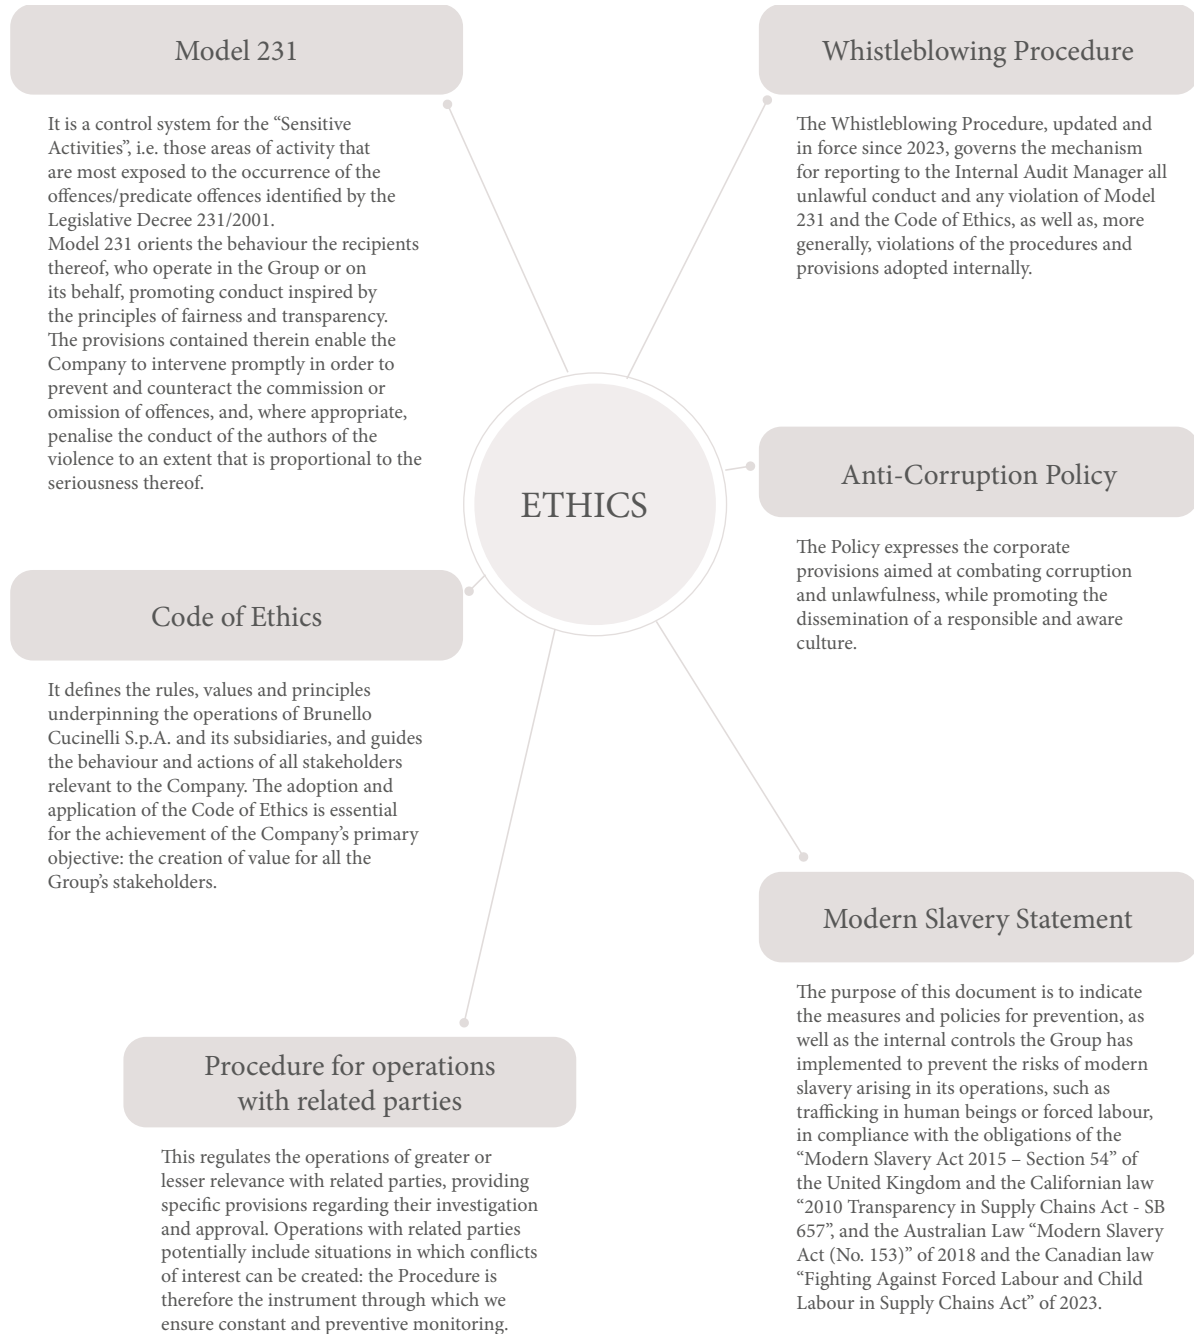 Model 231
It is a control system for the “Sensitive
Activities”, i.e. those areas of activity that
are most exposed to the occurrence of the
offences/predicate offences identified by the
Legislative Decree 231/2001.
Model 231 orients the behaviour the recipients
thereof, who operate in the Group or on
its behalf, promoting conduct inspired by
the principles of fairness and transparency.
The provisions contained therein enable the
Company to intervene promptly in order to
prevent and counteract the commission or
omission of offences, and, where appropriate,
penalise the conduct of the authors of the
violence to an extent that is proportional to the
seriousness thereof.
Whistleblowing Procedure
The Whistleblowing Procedure, updated and
in force since 2023, governs the mechanism
for reporting to the Internal Audit Manager all
unlawful conduct and any violation of Model
231 and the Code of Ethics, as well as, more
generally, violations of the procedures and
provisions adopted internally.
ETHICS
Anti-Corruption Policy
The Policy expresses the corporate
provisions aimed at combating corruption
and unlawfulness, while promoting the
dissemination of a responsible and aware
culture.
Code of Ethics
It defines the rules, values and principles
underpinning the operations of Brunello
Cucinelli S.p.A. and its subsidiaries, and guides
the behaviour and actions of all stakeholders
relevant to the Company. The adoption and
application of the Code of Ethics is essential
for the achievement of the Company’s primary
objective: the creation of value for all the
Group’s stakeholders.
Modern Slavery Statement
The purpose of this document is to indicate
the measures and policies for prevention, as
well as the internal controls the Group has
implemented to prevent the risks of modern
slavery arising in its operations, such as
trafficking in human beings or forced labour,
in compliance with the obligations of the
“Modern Slavery Act 2015 – Section 54” of
the United Kingdom and the Californian law
“2010 Transparency in Supply Chains Act - SB
657”, and the Australian Law “Modern Slavery
Act (No. 153)” of 2018 and the Canadian law
“Fighting Against Forced Labour and Child
Labour in Supply Chains Act” of 2023.
Procedure for operations
with related parties
This regulates the operations of greater or
lesser relevance with related parties, providing
specific provisions regarding their investigation
and approval. Operations with related parties
potentially include situations in which conflicts
of interest can be created: the Procedure is
therefore the instrument through which we
ensure constant and preventive monitoring.